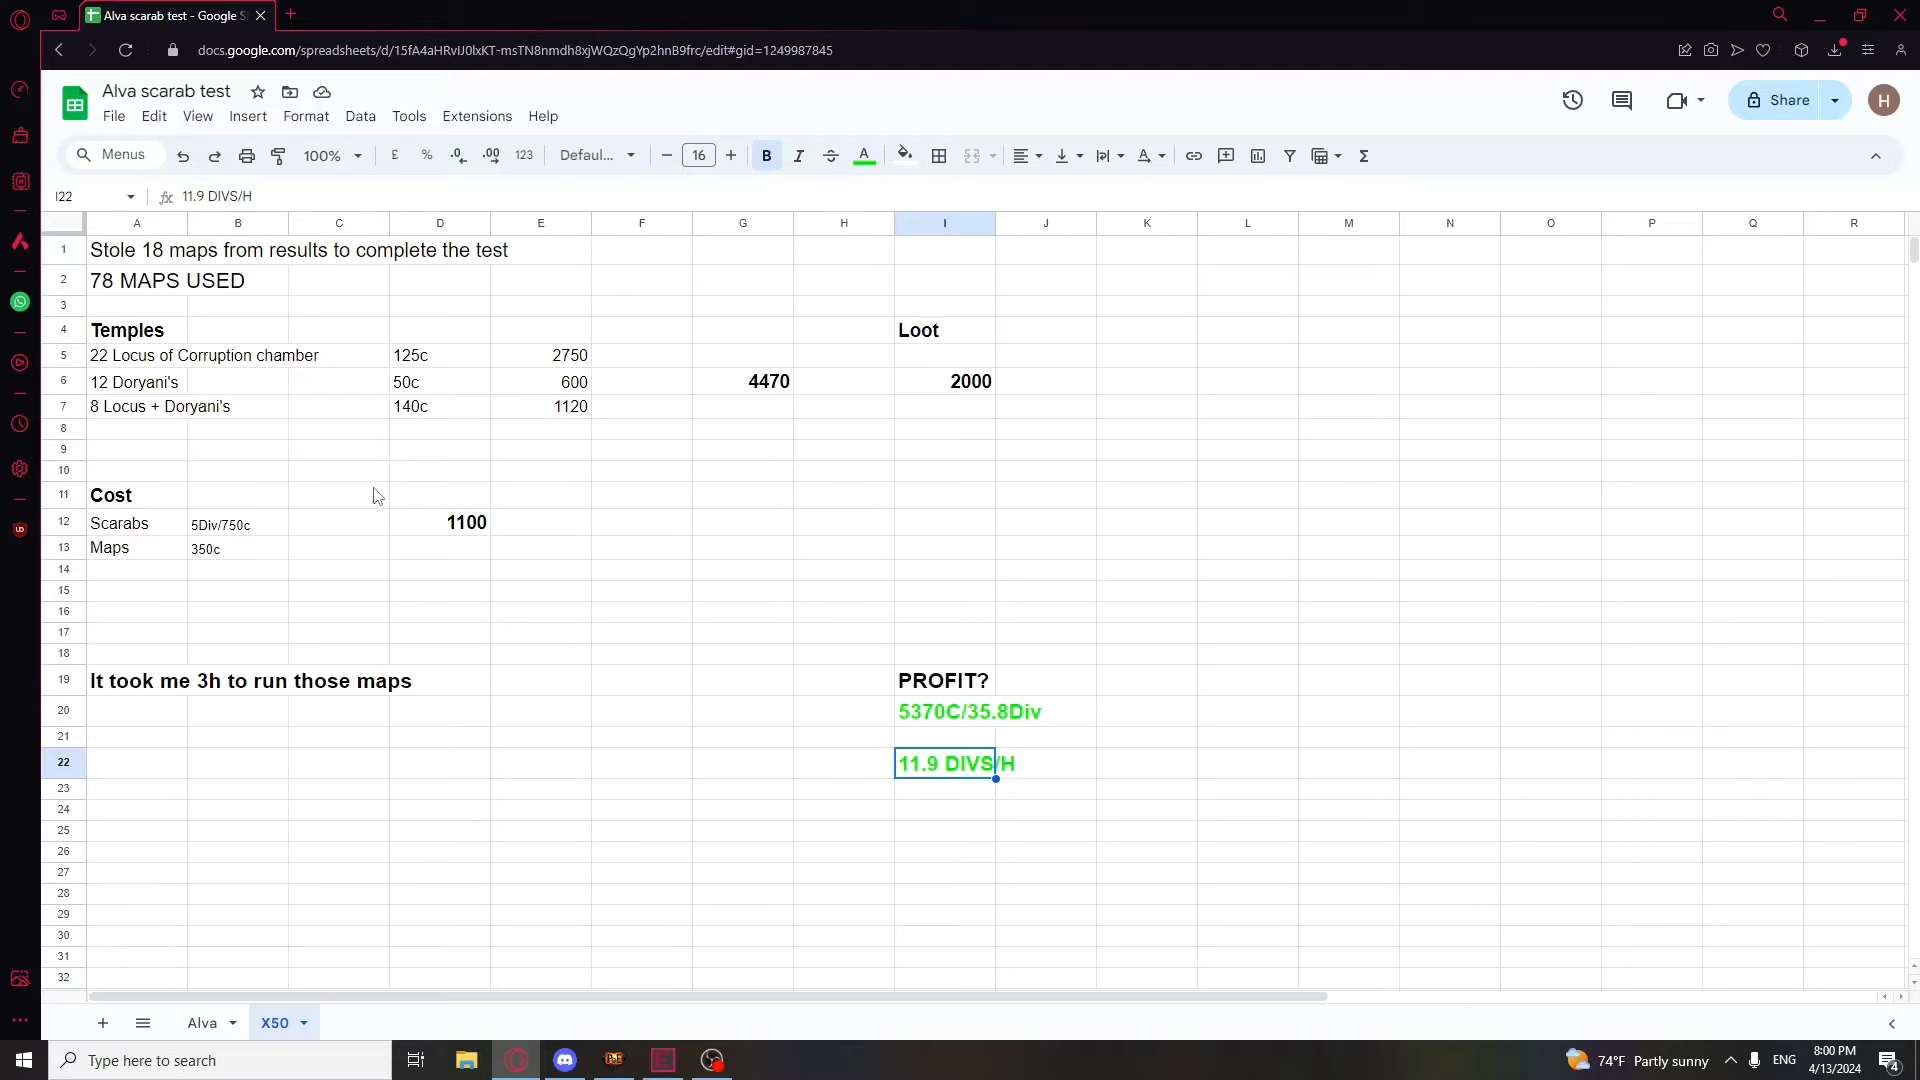 Alva scarab test - Google S
docs.google.com/spreadsheets/d/15fA4aHRvIJ0lxKT-msTN8nmdh8xjWQzQgYp2hnB9frc/edit#gid=1249987845
Alva scarab test
File Edit View Insert Format Data Tools Extensions Help
Share
H
Menus 100% £ % .0 .00 123 Defaul... 16 B I A
I22 fx 11.9 DIVS/H
A B C D E F G H I J K L M N O P Q R
1 Stole 18 maps from results to complete the test
2 78 MAPS USED
3
4 Temples Loot
5 22 Locus of Corruption chamber 125c 2750
6 12 Doryani's 50c 600 4470 2000
7 8 Locus + Doryani's 140c 1120
8
9
10
11 Cost
12 Scarabs 5Div/750c 1100
13 Maps 350c
14
15
16
17
18
19 It took me 3h to run those maps PROFIT?
20 5370C/35.8Div
21
22 11.9 DIVS/H
23
24
25
26
27
28
29
30
31
32
Alva X50
Type here to search
74°F Partly sunny ENG
8:00 PM
4/13/2024
4